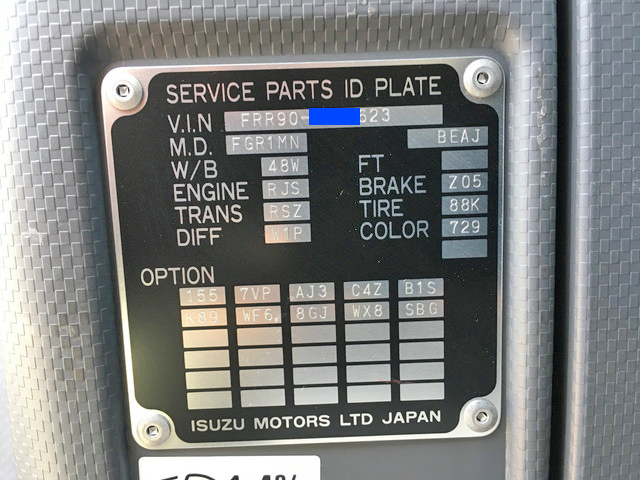 SERVICE PARTS ID PLATE
V.I.N FRR90- 623
M.D. FGR1MN BEAJ
W/B 48W FT
ENGINE RJS BRAKE Z05
TRANS RSZ TIRE 88K
DIFF W1P COLOR 729
OPTION
155 7VP AJ3 C4Z B1S
K89 WF6 8GJ WX8 SBG
ISUZU MOTORS LTD JAPAN